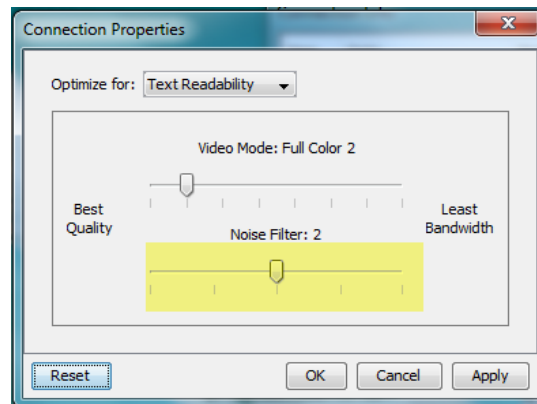 Connection Properties
Optimize for: Text Readability
Video Mode: Full Color 2
Best
Quality
Least
Bandwidth
Noise Filter: 2
Reset
OK
Cancel
Apply